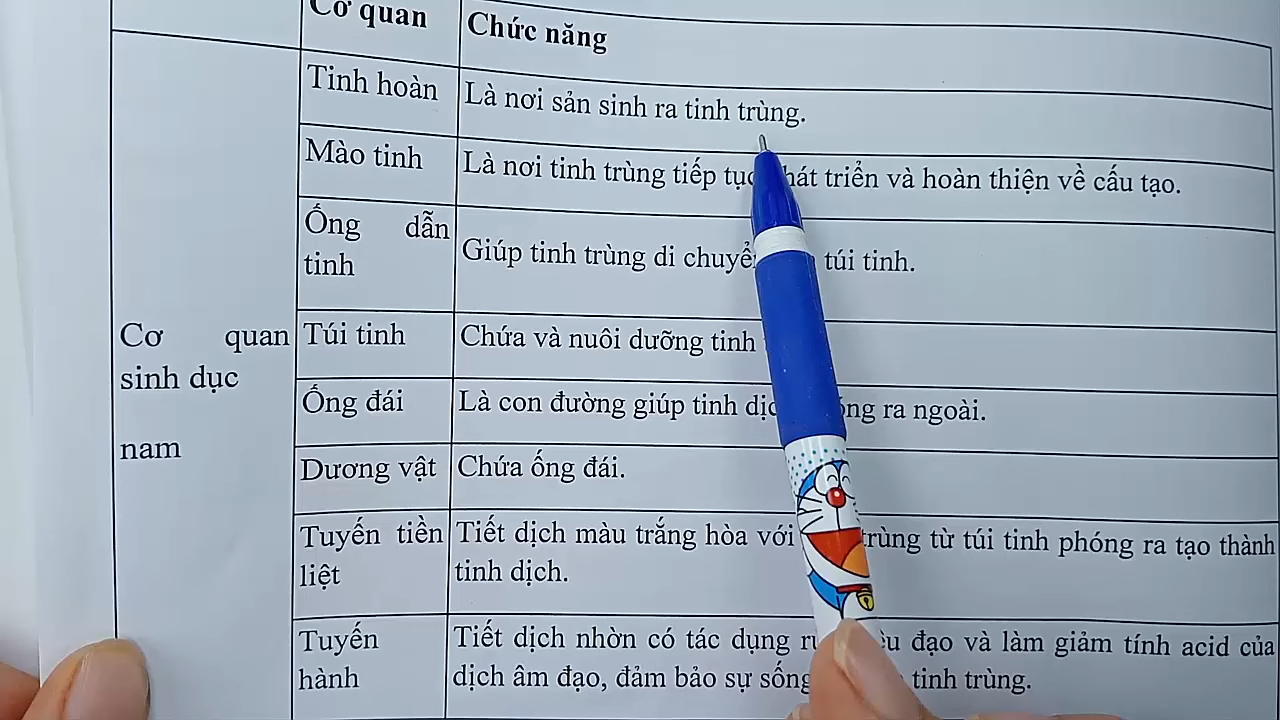 Cơ quan
Chức năng
Tinh hoàn
Là nơi sản sinh ra tinh trùng.
Mào tinh
Là nơi tinh trùng tiếp tục phát triển và hoàn thiện về cấu tạo.
Ống dẫn
tinh
Giúp tinh trùng di chuyển túi tinh.
Cơ quan
sinh dục
nam
Túi tinh
Chứa và nuôi dưỡng tinh
Ống đái
Là con đường giúp tinh dịch phóng ra ngoài.
Dương vật
Chứa ống đái.
Tuyến tiền
liệt
Tiết dịch màu trắng hòa với trùng từ túi tinh phóng ra tạo thành
tinh dịch.
Tuyến
hành
Tiết dịch nhờn có tác dụng đạo và làm giảm tính acid của
dịch âm đạo, đảm bảo sự sống tinh trùng.